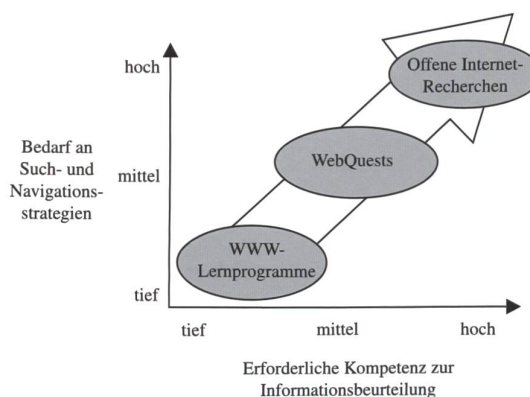 hoch
Offene Internet-
Recherchen
Bedarf an
Such- und
Navigations-
strategien
mittel
WebQuests
WWW-
Lernprogramme
tief
tief
mittel
hoch
Erforderliche Kompetenz zur
Informationsbeurteilung